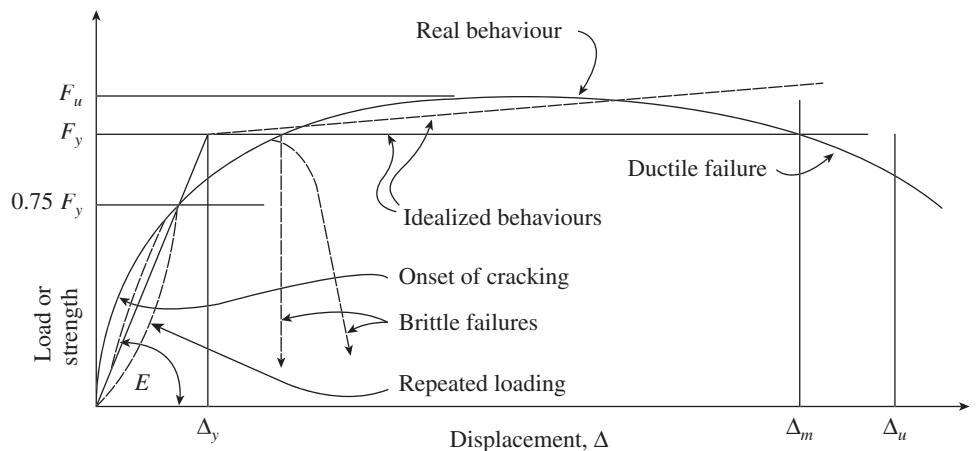 Real behaviour
F_u
F_y
Ductile failure
0.75 F_y
Idealized behaviours
Onset of cracking
Load or
strength
Brittle failures
E
Repeated loading
Δ_y
Displacement, Δ
Δ_m
Δ_u